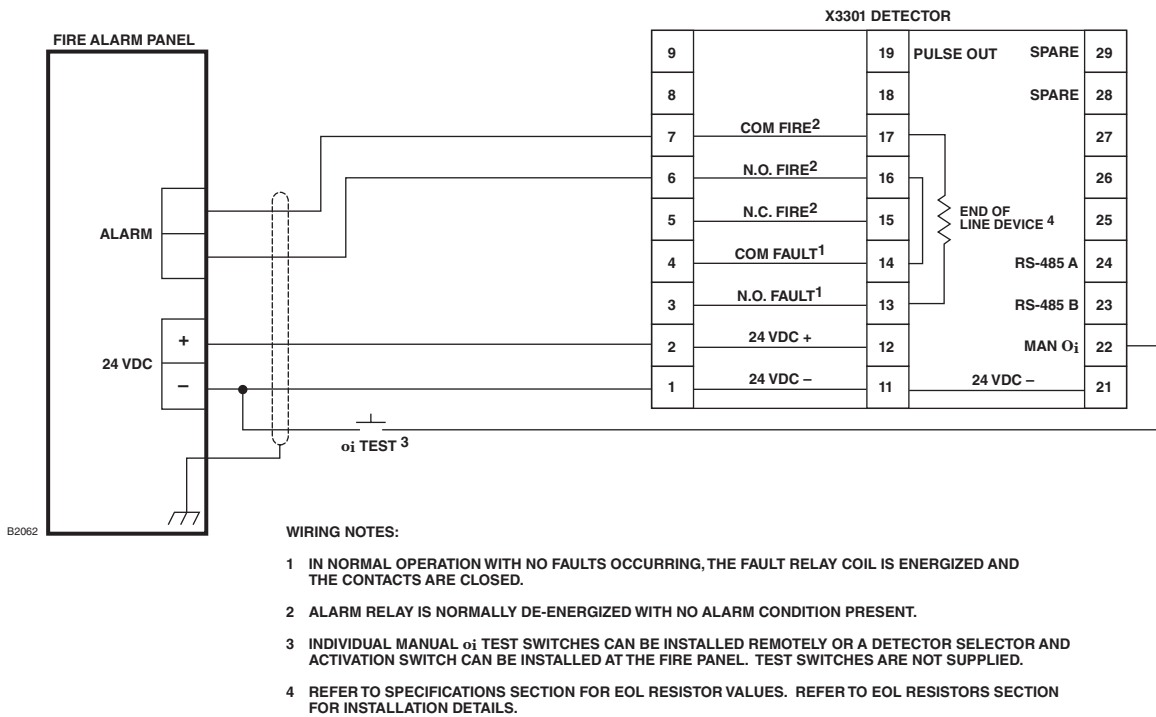 X3301 DETECTOR
FIRE ALARM PANEL
9 19 PULSE OUT SPARE 29
8 18 SPARE 28
7 COM FIRE2 17 27
6 N.O. FIRE2 16 26
5 N.C. FIRE2 15 25
END OF
LINE DEVICE 4
ALARM
4 COM FAULT1 14 RS-485 A 24
3 N.O. FAULT1 13 RS-485 B 23
+ 2 24 VDC + 12 MAN Oi 22
24 VDC
– 1 24 VDC – 11 24 VDC – 21
oi TEST 3
B2062
WIRING NOTES:
1 IN NORMAL OPERATION WITH NO FAULTS OCCURRING, THE FAULT RELAY COIL IS ENERGIZED AND
THE CONTACTS ARE CLOSED.
2 ALARM RELAY IS NORMALLY DE-ENERGIZED WITH NO ALARM CONDITION PRESENT.
3 INDIVIDUAL MANUAL oi TEST SWITCHES CAN BE INSTALLED REMOTELY OR A DETECTOR SELECTOR AND
ACTIVATION SWITCH CAN BE INSTALLED AT THE FIRE PANEL. TEST SWITCHES ARE NOT SUPPLIED.
4 REFER TO SPECIFICATIONS SECTION FOR EOL RESISTOR VALUES. REFER TO EOL RESISTORS SECTION
FOR INSTALLATION DETAILS.